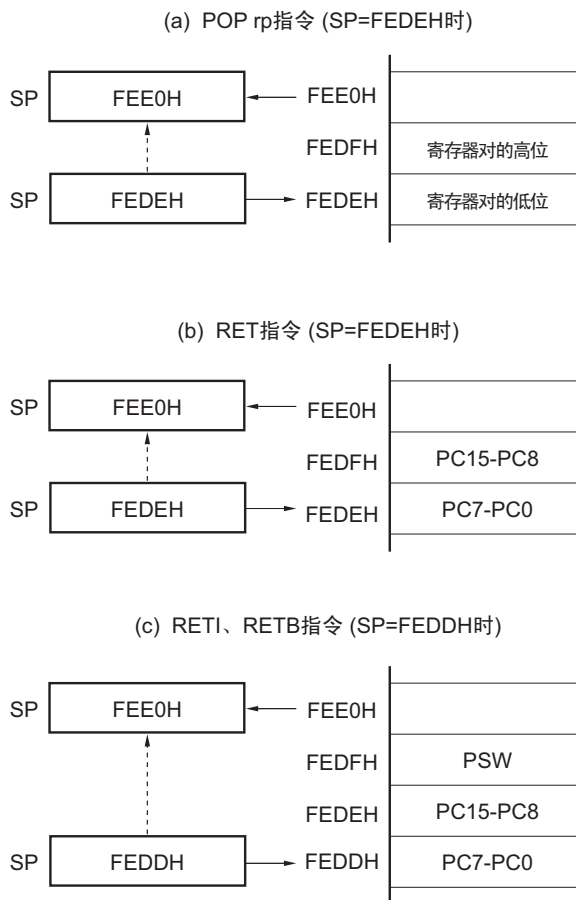 (a) POP rp指令 (SP=FEDEH时)
SP FEE0H FEE0H
FEDFH 寄存器对的高位
SP FEDEH FEDEH 寄存器对的低位
(b) RET指令 (SP=FEDEH时)
SP FEE0H FEE0H
FEDFH PC15-PC8
SP FEDEH FEDEH PC7-PC0
(c) RETI、RETB指令 (SP=FEDDH时)
SP FEE0H FEE0H
FEDFH PSW
FEDEH PC15-PC8
SP FEDDH FEDDH PC7-PC0